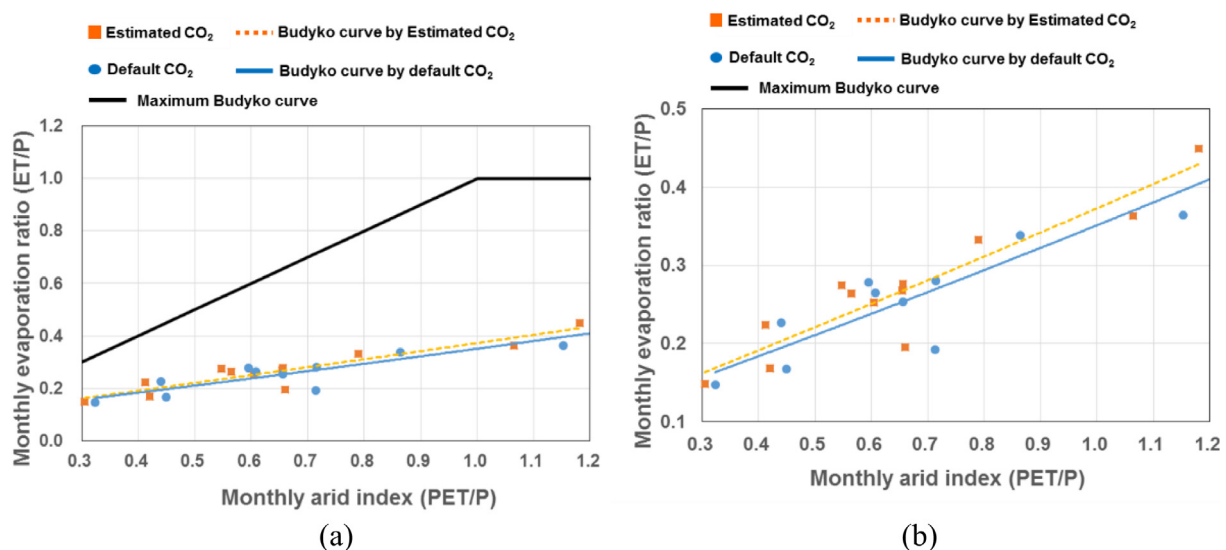 Estimated CO₂
Budyko curve by Estimated CO₂
Default CO₂
Budyko curve by default CO₂
Maximum Budyko curve
Monthly evaporation ratio (ET/P)
1.2
1.0
0.8
0.6
0.4
0.2
0.0
0.3 0.4 0.5 0.6 0.7 0.8 0.9 1.0 1.1 1.2
Monthly arid index (PET/P)
(a)
Estimated CO₂
Budyko curve by Estimated CO₂
Default CO₂
Budyko curve by default CO₂
Maximum Budyko curve
Monthly evaporation ratio (ET/P)
0.5
0.4
0.3
0.2
0.1
0.3 0.4 0.5 0.6 0.7 0.8 0.9 1.0 1.1 1.2
Monthly arid index (PET/P)
(b)